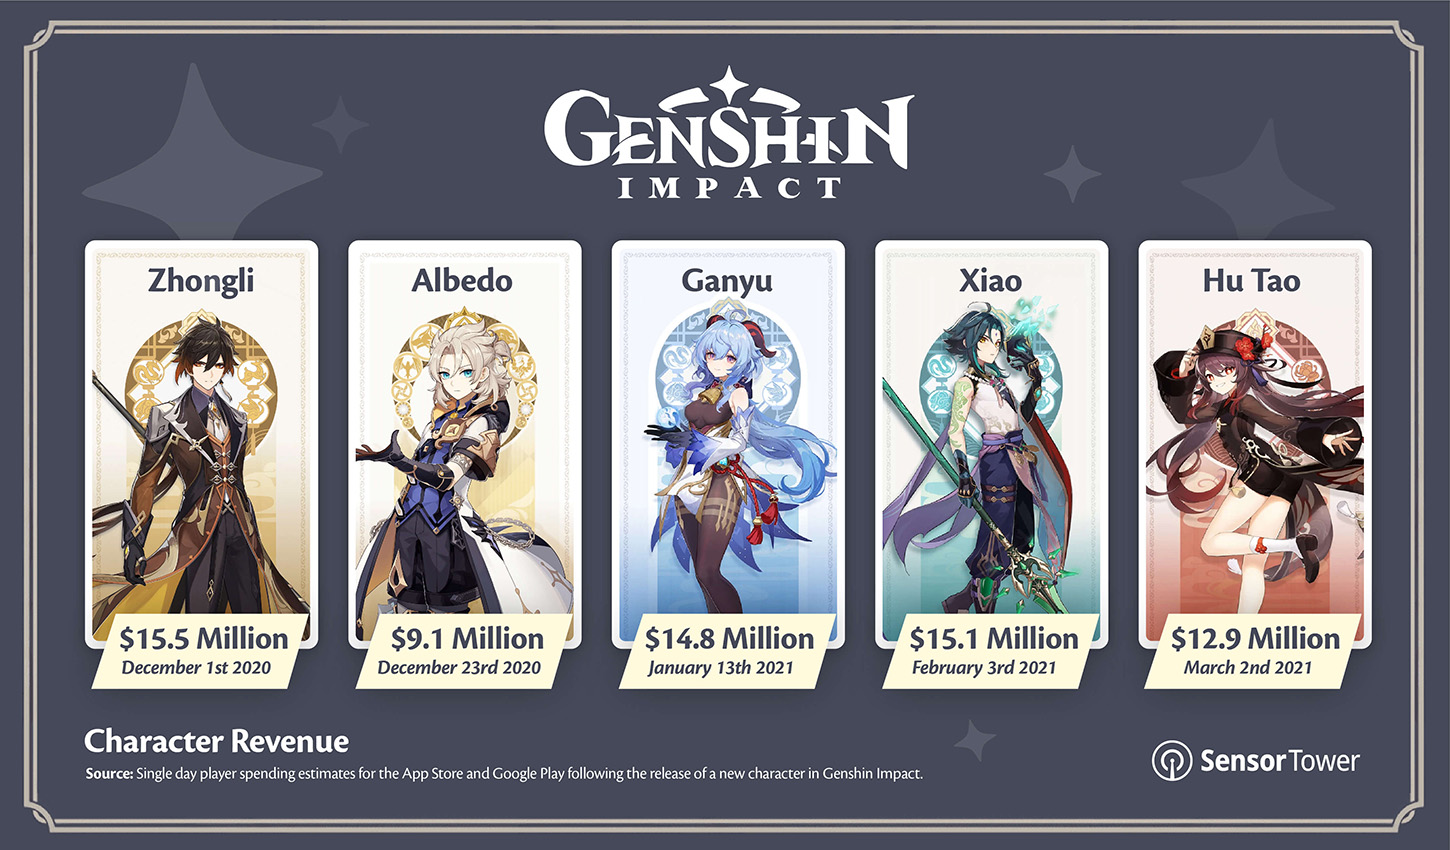 GENSHIN
IMPACT
Zhongli
Albedo
Ganyu
Xiao
Hu Tao
$15.5 Million
December 1st 2020
$9.1 Million
December 23rd 2020
$14.8 Million
January 13th 2021
$15.1 Million
February 3rd 2021
$12.9 Million
March 2nd 2021
Character Revenue
Source: Single day player spending estimates for the App Store and Google Play following the release of a new character in Genshin Impact.
SensorTower